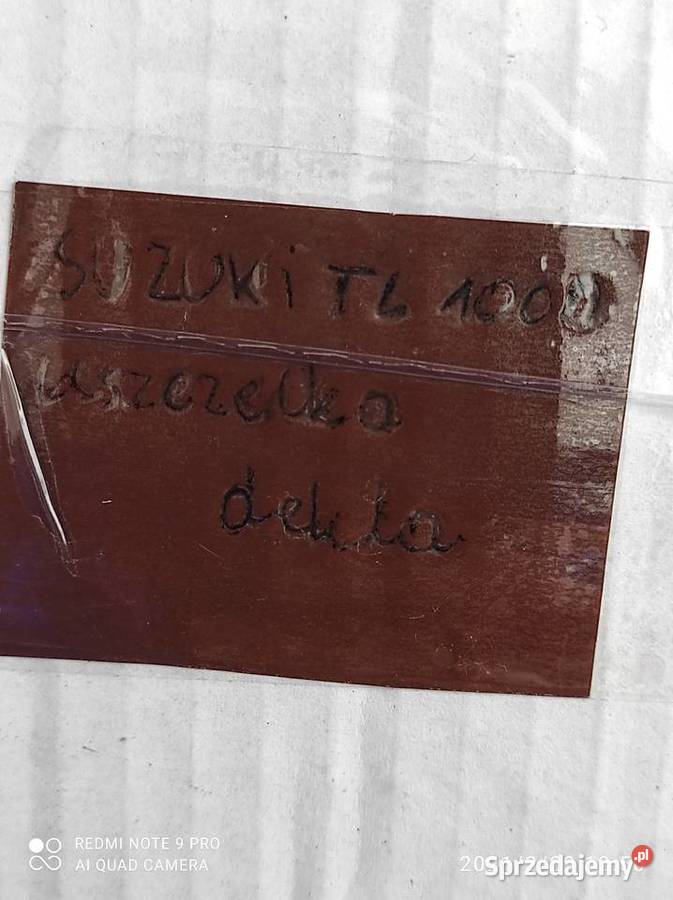 SUZUKi TL 1000
uszczelka
dekla
REDMI NOTE 9 PRO
AI QUAD CAMERA
Sprzedajemy.pl